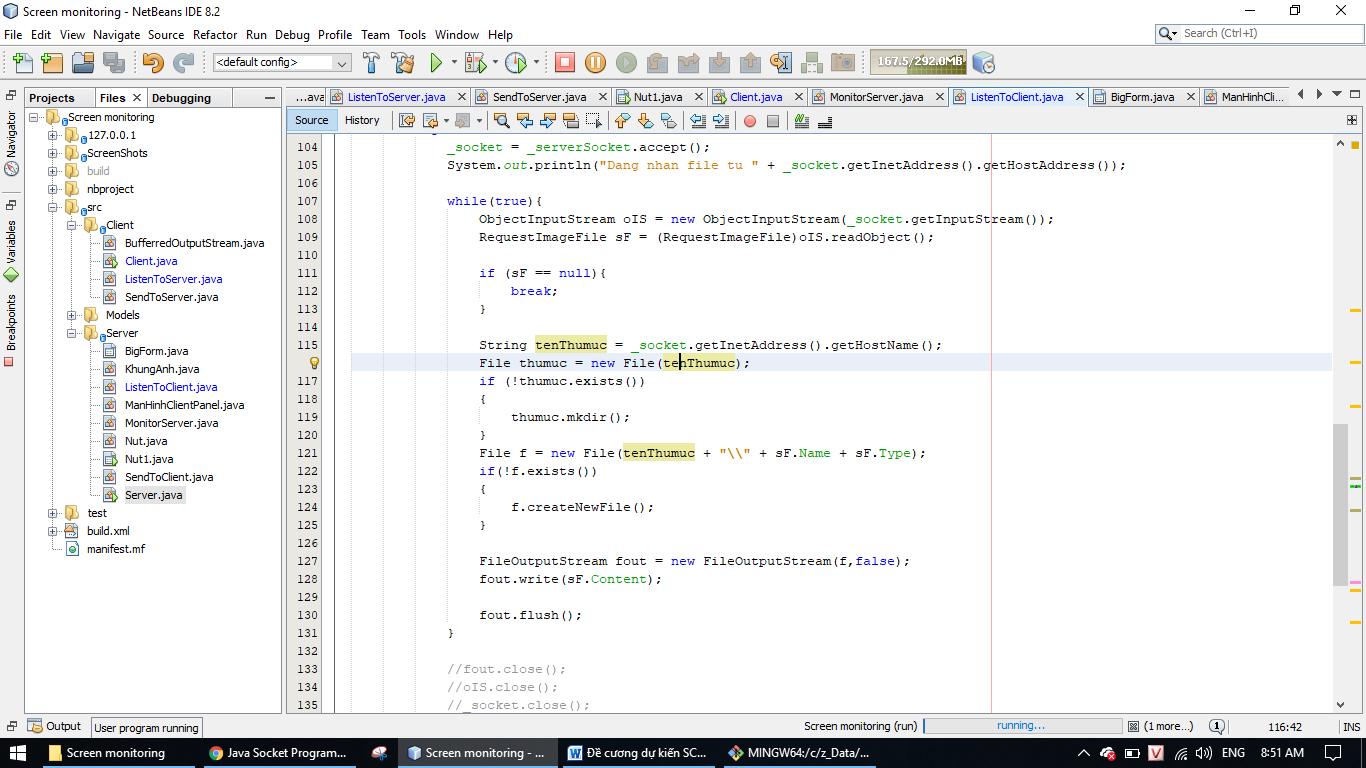 Screen monitoring - NetBeans IDE 8.2
File Edit View Navigate Source Refactor Run Debug Profile Team Tools Window Help
Search (Ctrl+I)
<default config>
167.5/292.0MB
Projects Files Debugging
...ava ListenToServer.java SendToServer.java Nut1.java Client.java MonitorServer.java ListenToClient.java BigForm.java ManHinhCli...
Source History
Navigator
Variables
Breakpoints
Screen monitoring
127.0.0.1
ScreenShots
build
nbproject
src
Client
BufferredOutputStream.java
Client.java
ListenToServer.java
SendToServer.java
Models
Server
BigForm.java
KhungAnh.java
ListenToClient.java
ManHinhClientPanel.java
MonitorServer.java
Nut.java
Nut1.java
SendToClient.java
Server.java
test
build.xml
manifest.mf
104 _socket = _serverSocket.accept();
105 System.out.println("Dang nhan file tu " + _socket.getInetAddress().getHostAddress());
106
107 while(true){
108 ObjectInputStream oIS = new ObjectInputStream(_socket.getInputStream());
109 RequestImageFile sF = (RequestImageFile)oIS.readObject();
110
111 if (sF == null){
112 break;
113 }
114
115 String tenThumuc = _socket.getInetAddress().getHostName();
File thumuc = new File(tenThumuc);
117 if (!thumuc.exists())
118 {
119 thumuc.mkdir();
120 }
121 File f = new File(tenThumuc + "\\" + sF.Name + sF.Type);
122 if(!f.exists())
123 {
124 f.createNewFile();
125 }
126
127 FileOutputStream fout = new FileOutputStream(f,false);
128 fout.write(sF.Content);
129
130 fout.flush();
131 }
132
133 //fout.close();
134 //oIS.close();
135 //_socket.close();
Output
User program running
Screen monitoring (run) running... (1 more...) 1 116:42 INS
Screen monitoring Java Socket Program... Screen monitoring - ... Đề cương dự kiến SC... MINGW64:/c/z_Data/... V ENG 8:51 AM